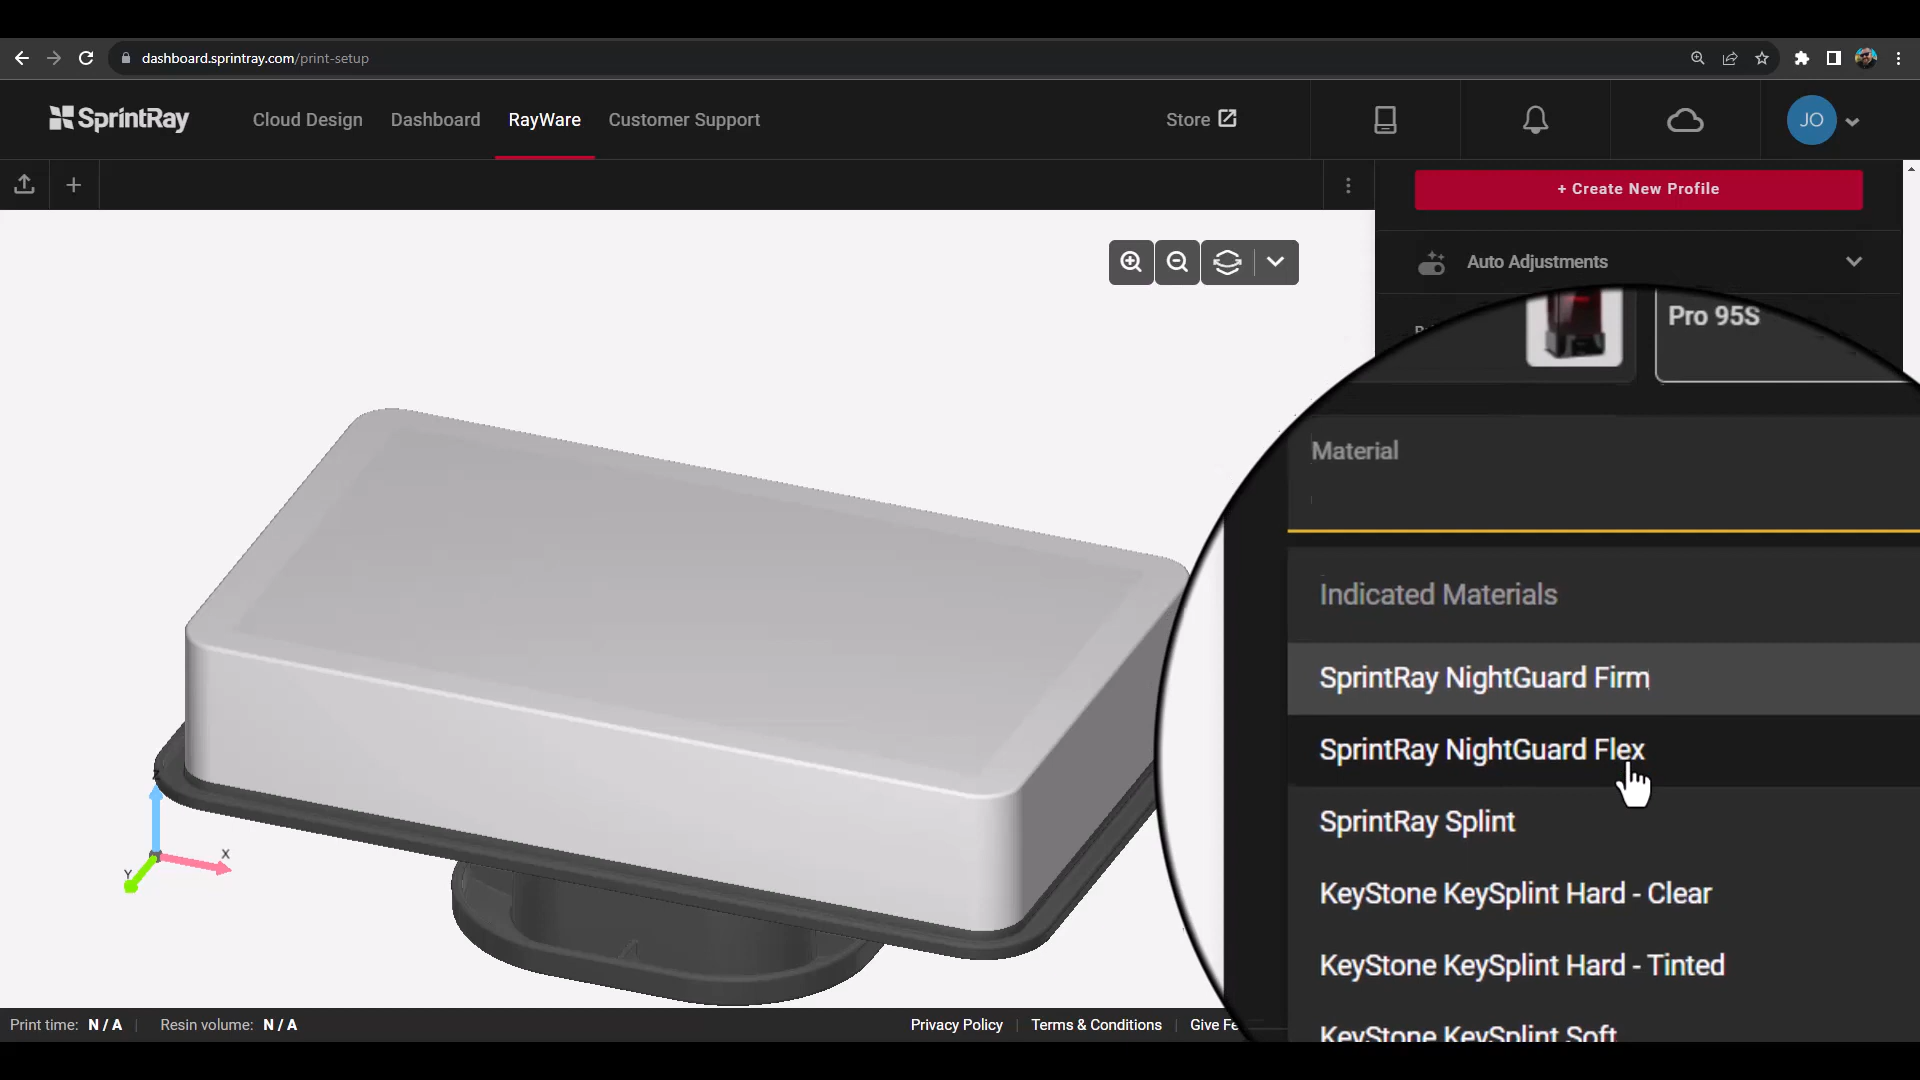 dashboard.sprintray.com/print-setup
SprintRay
Cloud Design
Dashboard
RayWare
Customer Support
Store
JO
+ Create New Profile
Auto Adjustments
Pro 95S
Material
Indicated Materials
SprintRay NightGuard Firm
SprintRay NightGuard Flex
SprintRay Splint
KeyStone KeySplint Hard - Clear
KeyStone KeySplint Hard - Tinted
KeyStone KeySplint Soft
Z
X
Y
Print time: N / A
Resin volume: N / A
Privacy Policy
Terms & Conditions
Give Fe